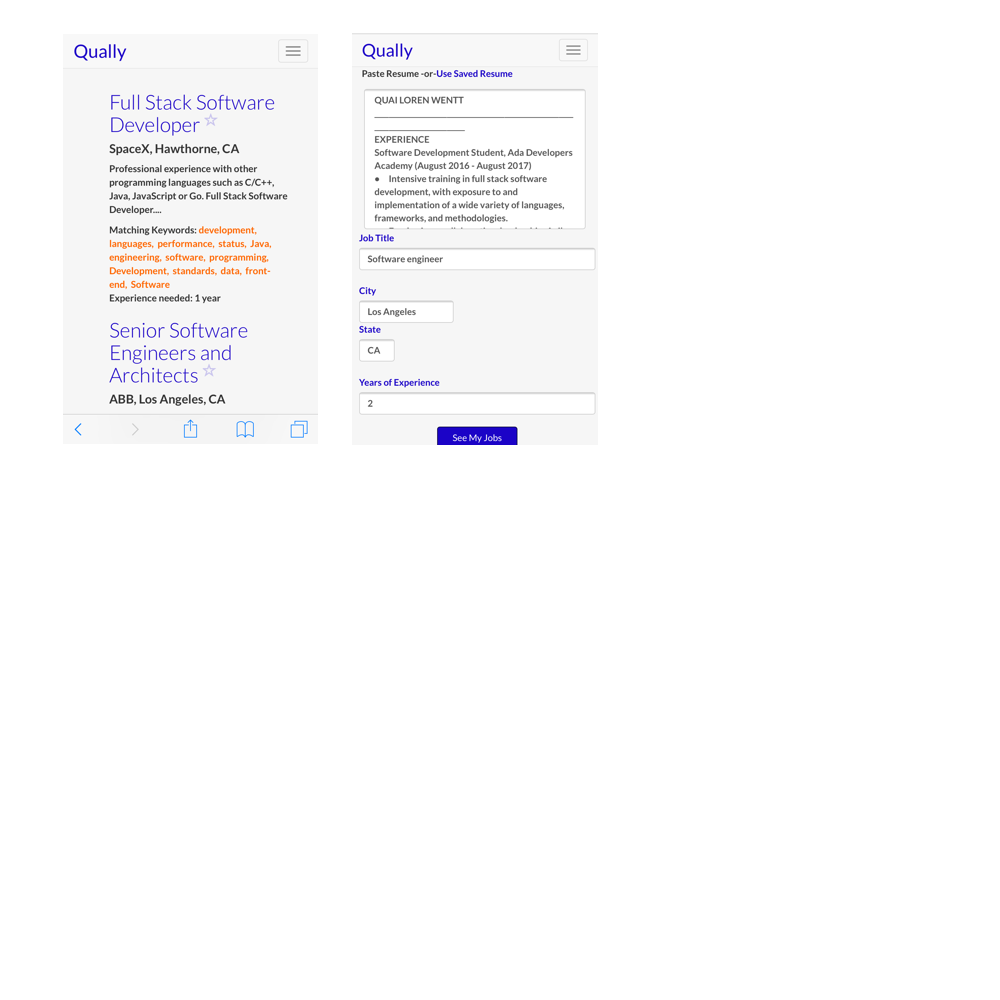 Qually
Full Stack Software
Developer
SpaceX, Hawthorne, CA
Professional experience with other
programming languages such as C/C++,
Java, JavaScript or Go. Full Stack Software
Developer....
Matching Keywords: development,
languages, performance, status, Java,
engineering, software, programming,
Development, standards, data, front-
end, Software
Experience needed: 1 year
Senior Software
Engineers and
Architects
ABB, Los Angeles, CA
Qually
Paste Resume -or-Use Saved Resume
QUAI LOREN WENTT
EXPERIENCE
Software Development Student, Ada Developers
Academy (August 2016 - August 2017)
● Intensive training in full stack software
development, with exposure to and
implementation of a wide variety of languages,
frameworks, and methodologies.
Job Title
Software engineer
City
Los Angeles
State
CA
Years of Experience
2
See My Jobs